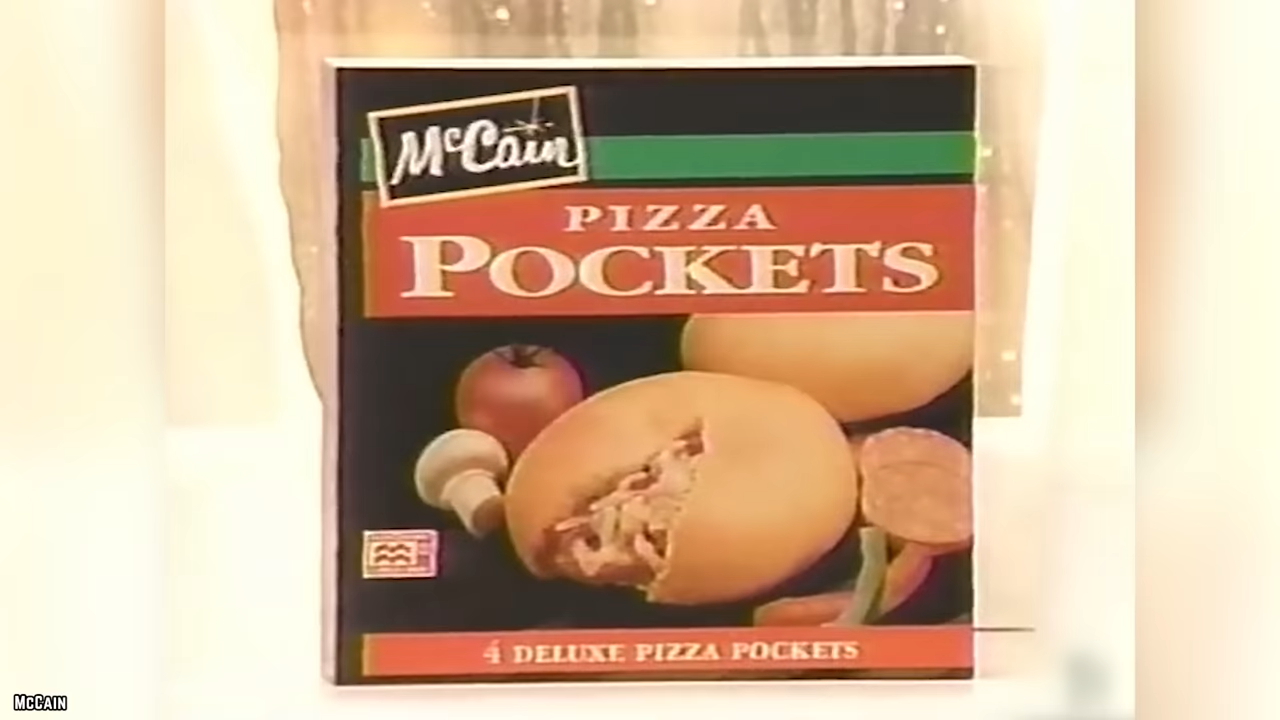 McCain
PIZZA
POCKETS
4 DELUXE PIZZA POCKETS
McCAIN